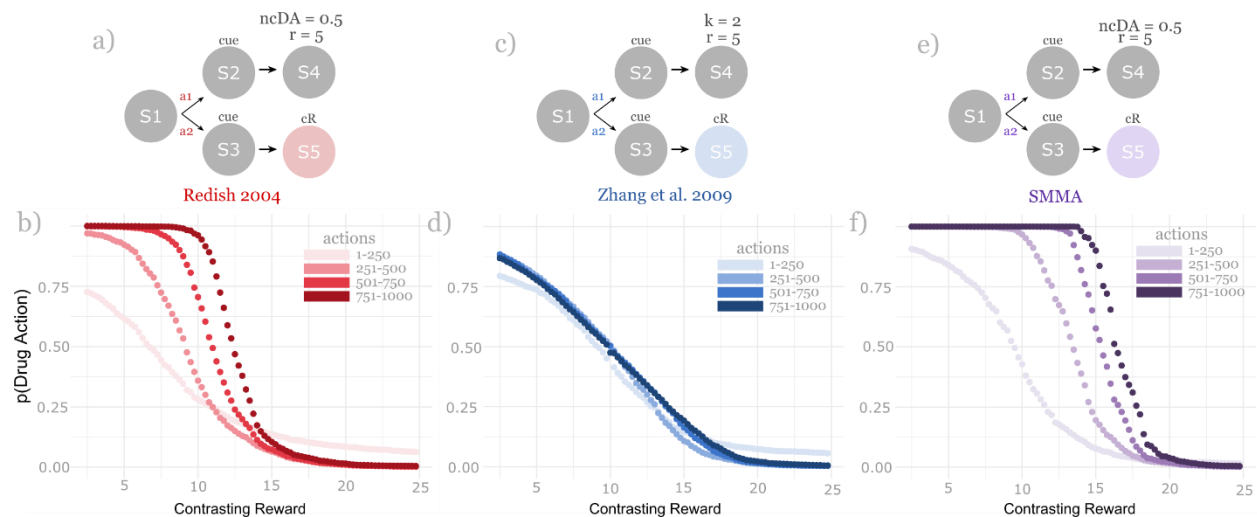 a)
ncDA = 0.5
r = 5
cue
S2
S4
S1
a1
a2
cue
cR
S3
S5
Redish 2004
c)
k = 2
r = 5
cue
S2
S4
S1
a1
a2
cue
cR
S3
S5
Zhang et al. 2009
e)
ncDA = 0.5
r = 5
cue
S2
S4
S1
a1
a2
cue
cR
S3
S5
SMMA
b)
p(Drug Action)
0.75
0.50
0.25
0.00
actions
1-250
251-500
501-750
751-1000
5 10 15 20 25
Contrasting Reward
d)
0.75
0.50
0.25
0.00
actions
1-250
251-500
501-750
751-1000
5 10 15 20 25
Contrasting Reward
f)
0.75
0.50
0.25
0.00
actions
1-250
251-500
501-750
751-1000
5 10 15 20 25
Contrasting Reward